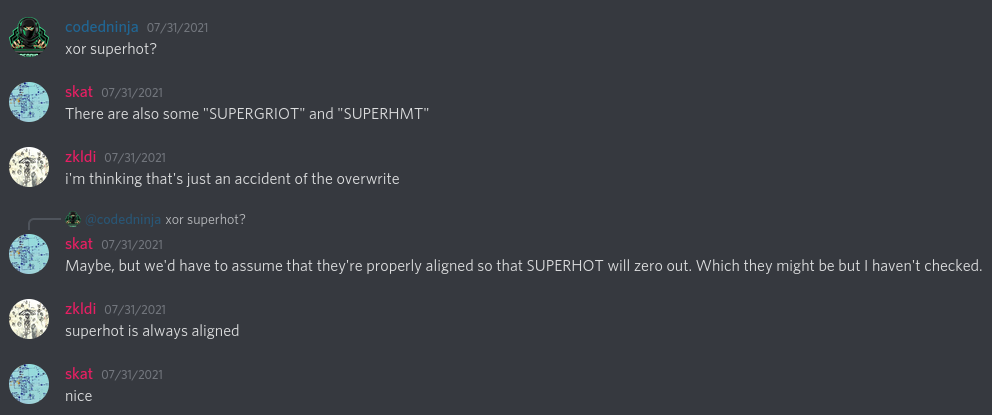 codedninja 07/31/2021
xor superhot?
skat 07/31/2021
There are also some "SUPERGRIOT" and "SUPERHMT"
zkldi 07/31/2021
i'm thinking that's just an accident of the overwrite
@codedninja xor superhot?
skat 07/31/2021
Maybe, but we'd have to assume that they're properly aligned so that SUPERHOT will zero out. Which they might be but I haven't checked.
zkldi 07/31/2021
superhot is always aligned
skat 07/31/2021
nice